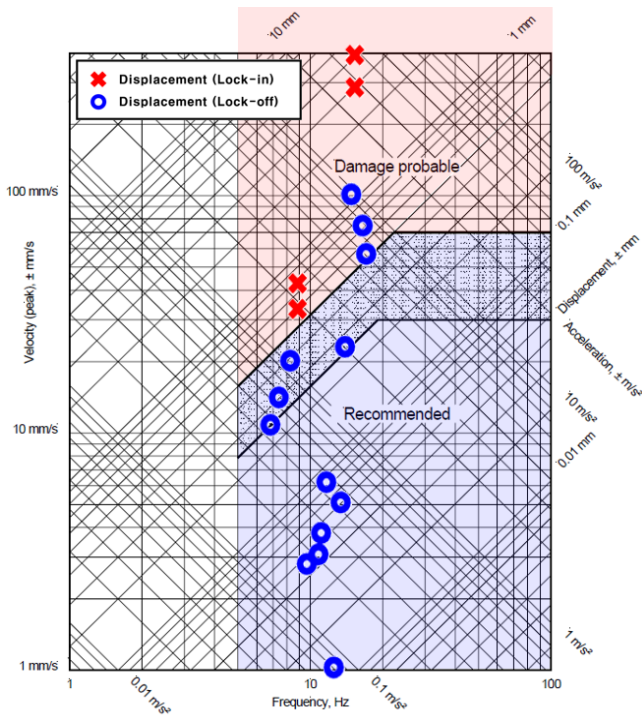 10 mm
1 mm
Displacement (Lock-in)
Displacement (Lock-off)
Damage probable
100 m/s²
100 mm/s
0.1 mm
Displacement, ± mm
Velocity (peak), ± mm/s
Acceleration, ± m/s²
Recommended
10 m/s²
10 mm/s
0.01 mm
1 m/s²
1 mm/s
1
0.01 m/s²
10
0.1 m/s²
100
Frequency, Hz